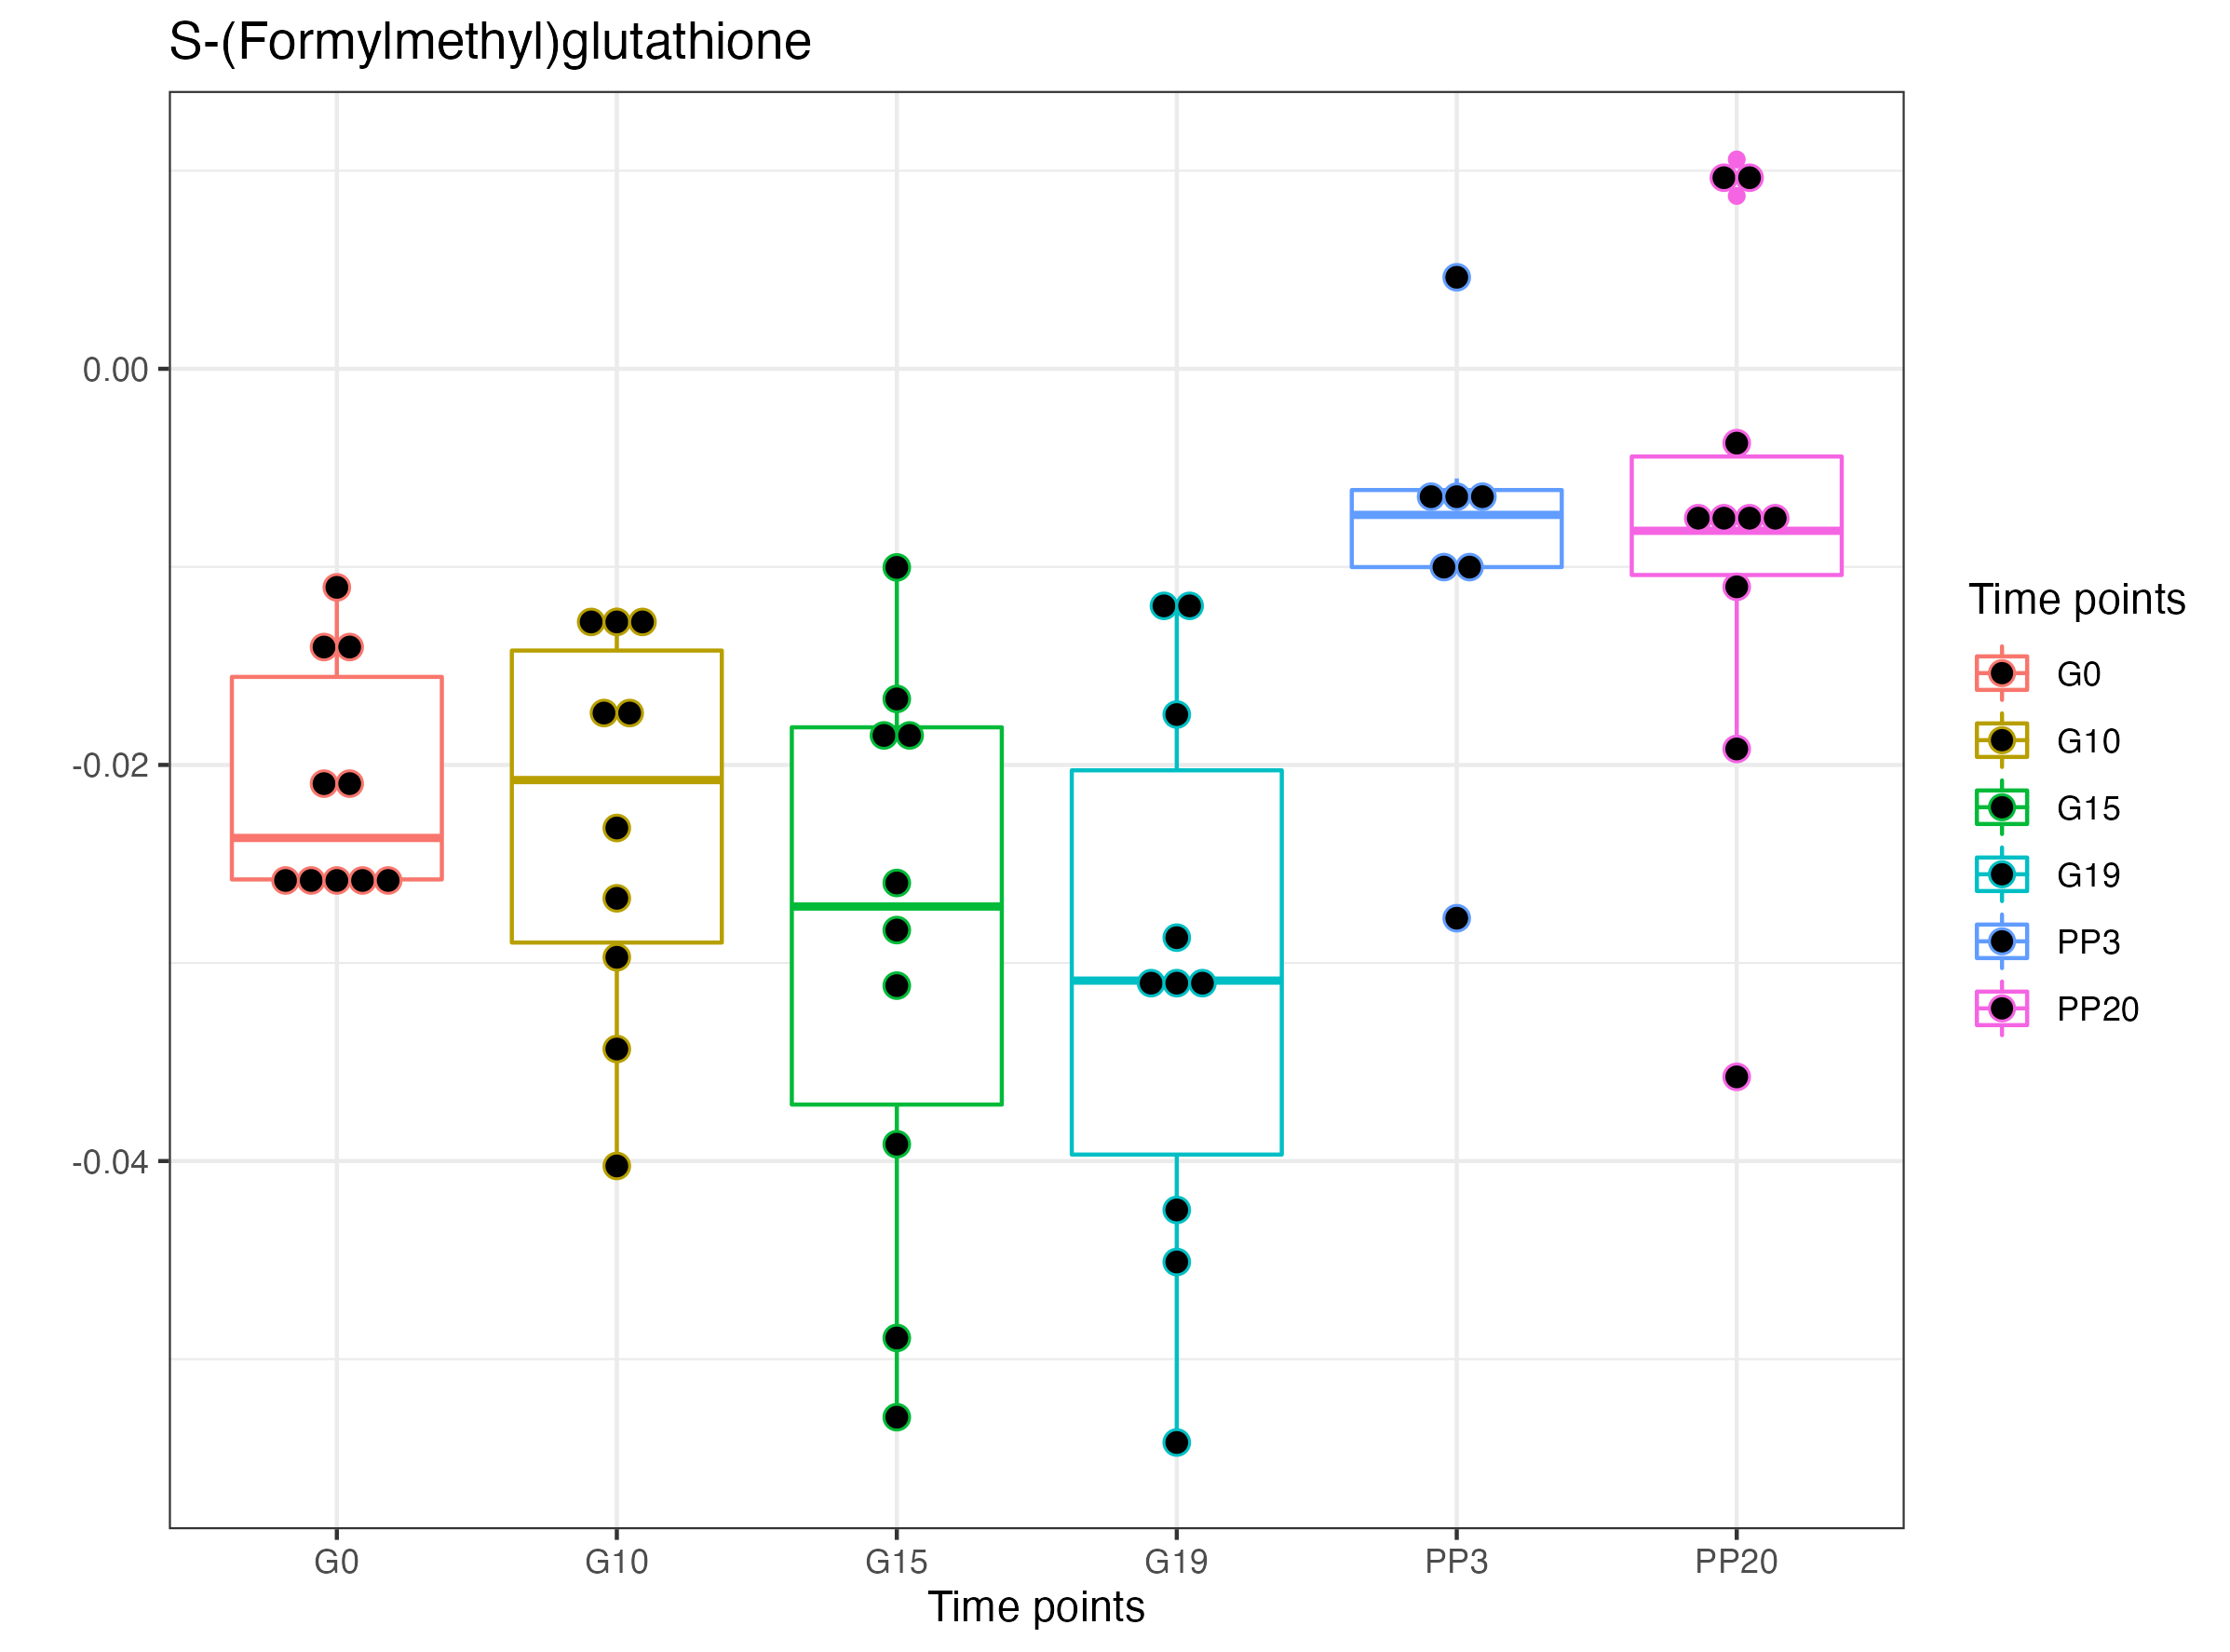 S-(Formylmethyl)glutathione
0.00
-0.02
-0.04
G0 G10 G15 G19 PP3 PP20
Time points
Time points
G0
G10
G15
G19
PP3
PP20